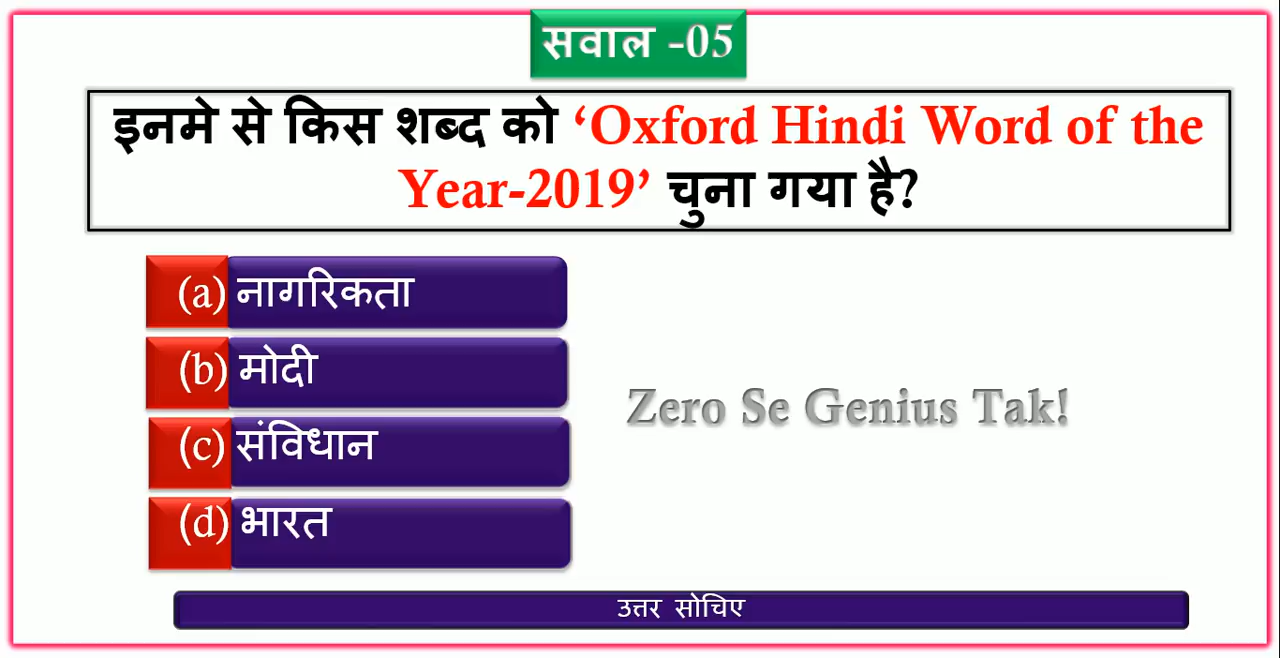 सवाल -05
इनमे से किस शब्द को ‘Oxford Hindi Word of the
Year-2019’ चुना गया है?
(a) नागरिकता
(b) मोदी
(c) संविधान
(d) भारत
Zero Se Genius Tak!
उत्तर सोचिए